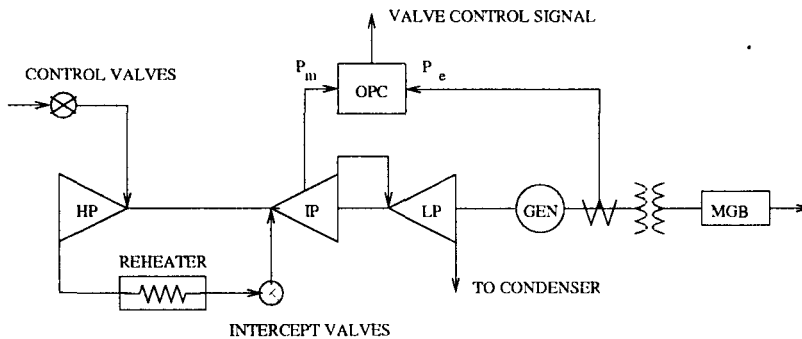 VALVE CONTROL SIGNAL
CONTROL VALVES
P m
OPC
P e
HP
IP
LP
GEN
MGB
REHEATER
TO CONDENSER
INTERCEPT VALVES